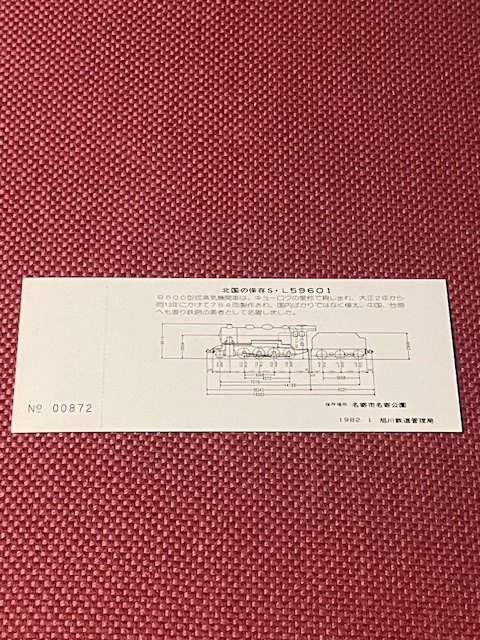 北国の保存S・L59601
9600型式蒸気機関車は、キューロクの愛称で親しまれ、大正2年から
同13年にかけて784両製作され、国内ばかりではなく樺太、中国、台湾
へも渡り鉄路の勇者として活躍しました。
保存場所 名寄市名寄公園
1982.1 旭川鉄道管理局
No 00872